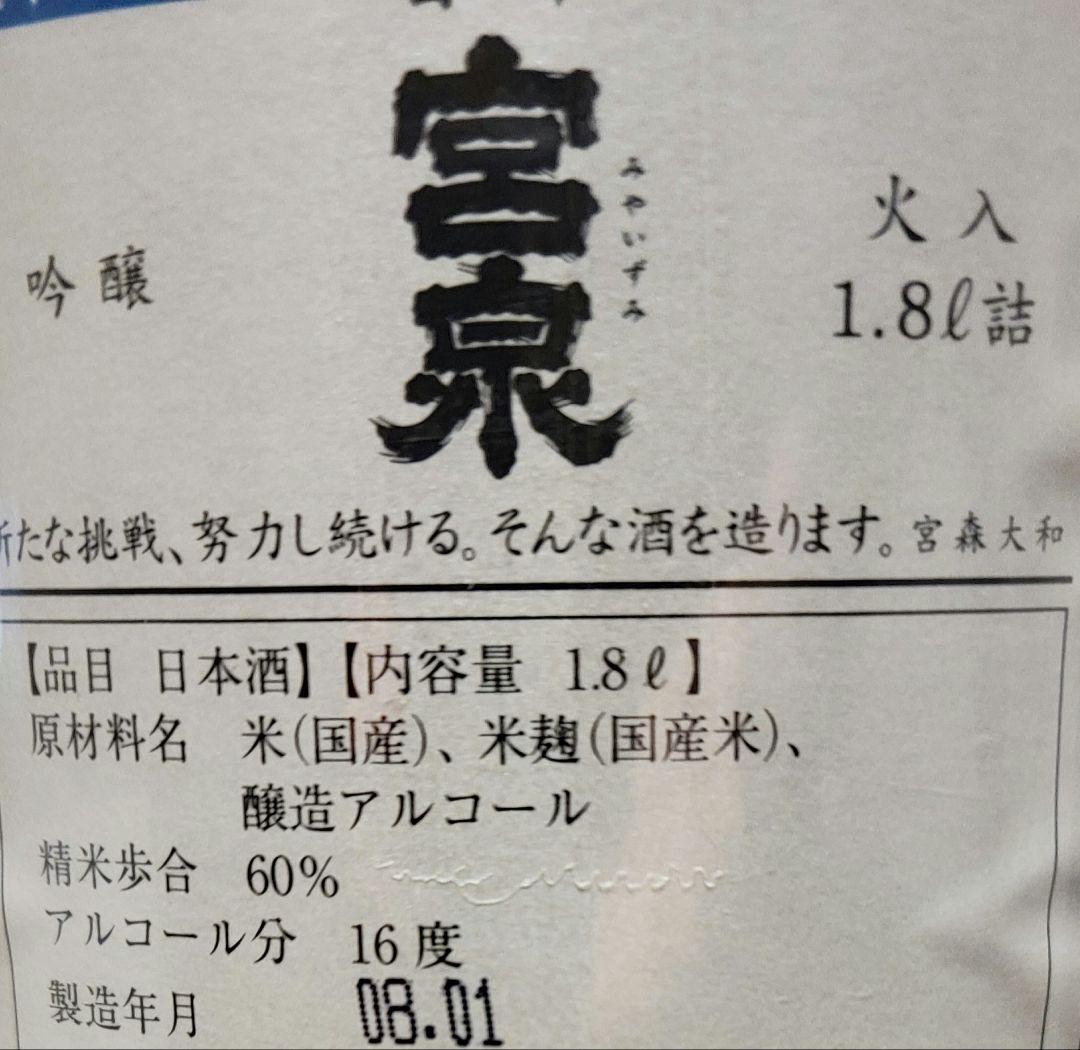 宮泉
みやいずみ
火入
1.8ℓ詰
吟醸
たな挑戦、努力し続ける。そんな酒を造ります。宮森大和
【品目 日本酒】【内容量 1.8ℓ】
原材料名 米(国産)、米麹(国産米)、
醸造アルコール
精米歩合 60%
アルコール分 16度
製造年月 08.01